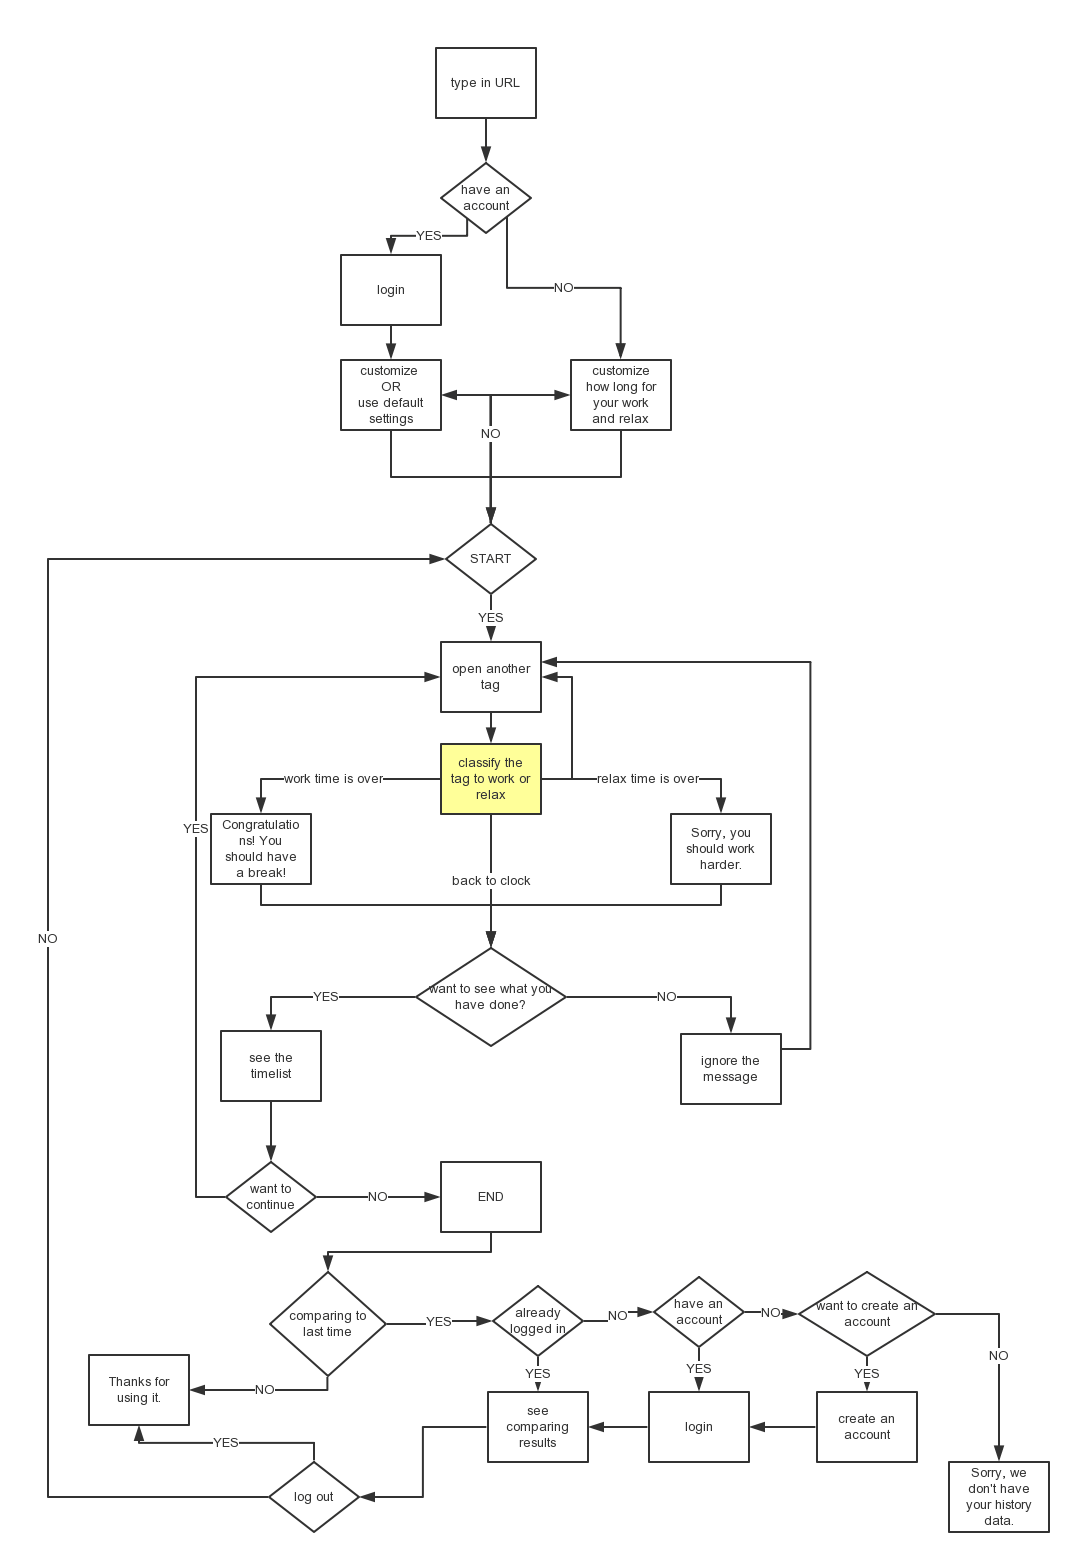 type in URL
have an
account
YES
login
NO
customize
OR
use default
settings
customize
how long for
your work
and relax
NO
START
YES
open another
tag
classify the
tag to work or
relax
work time is over
relax time is over
YES
Congratulatio
ns! You
should have
a break!
Sorry, you
should work
harder.
back to clock
NO
want to see what you
have done?
YES
NO
see the
timelist
ignore the
message
want to
continue
NO
END
comparing to
last time
YES
already
logged in
NO
have an
account
NO
want to create an
account
NO
YES
YES
YES
Thanks for
using it.
NO
see
comparing
results
login
create an
account
YES
log out
Sorry, we
don't have
your history
data.